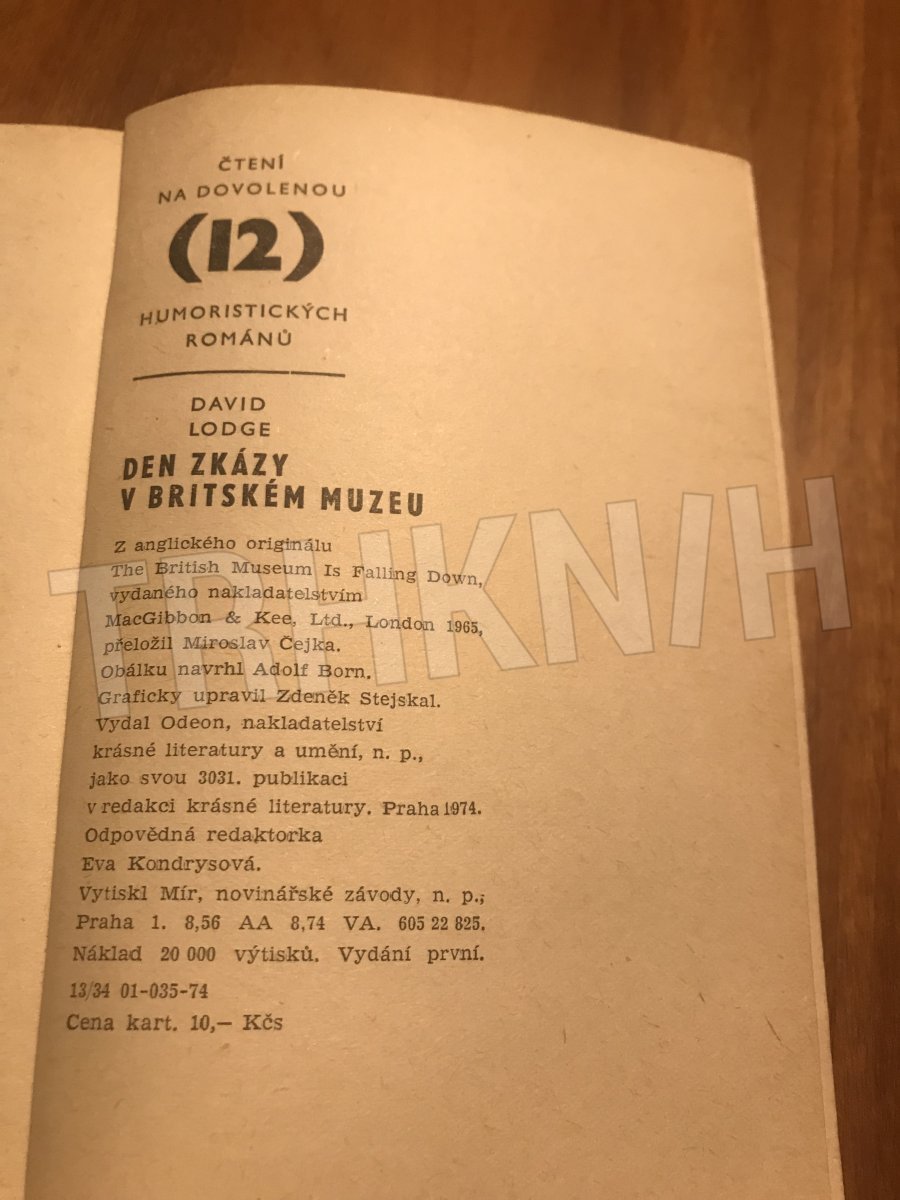 ČTENÍ
NA DOVOLENOU
(12)
HUMORISTICKÝCH
ROMÁNŮ
DAVID
LODGE
DEN ZKÁZY
V BRITSKÉM MUZEU
Z anglického originálu
The British Museum Is Falling Down,
vydaného nakladatelstvím
MacGibbon & Kee, Ltd., London 1965,
přeložil Miroslav Čejka.
Obálku navrhl Adolf Born.
Graficky upravil Zdeněk Stejskal.
Vydal Odeon, nakladatelství
krásné literatury a umění, n. p.,
jako svou 3031. publikaci
v redakci krásné literatury. Praha 1974.
Odpovědná redaktorka
Eva Kondrysová.
Vytiskl Mír, novinářské závody, n. p.,
Praha 1. 8,56 AA 8,74 VA. 605 22 825.
Náklad 20 000 výtisků. Vydání první.
13/34 01-035-74
Cena kart. 10,— Kčs
TRHKNIH